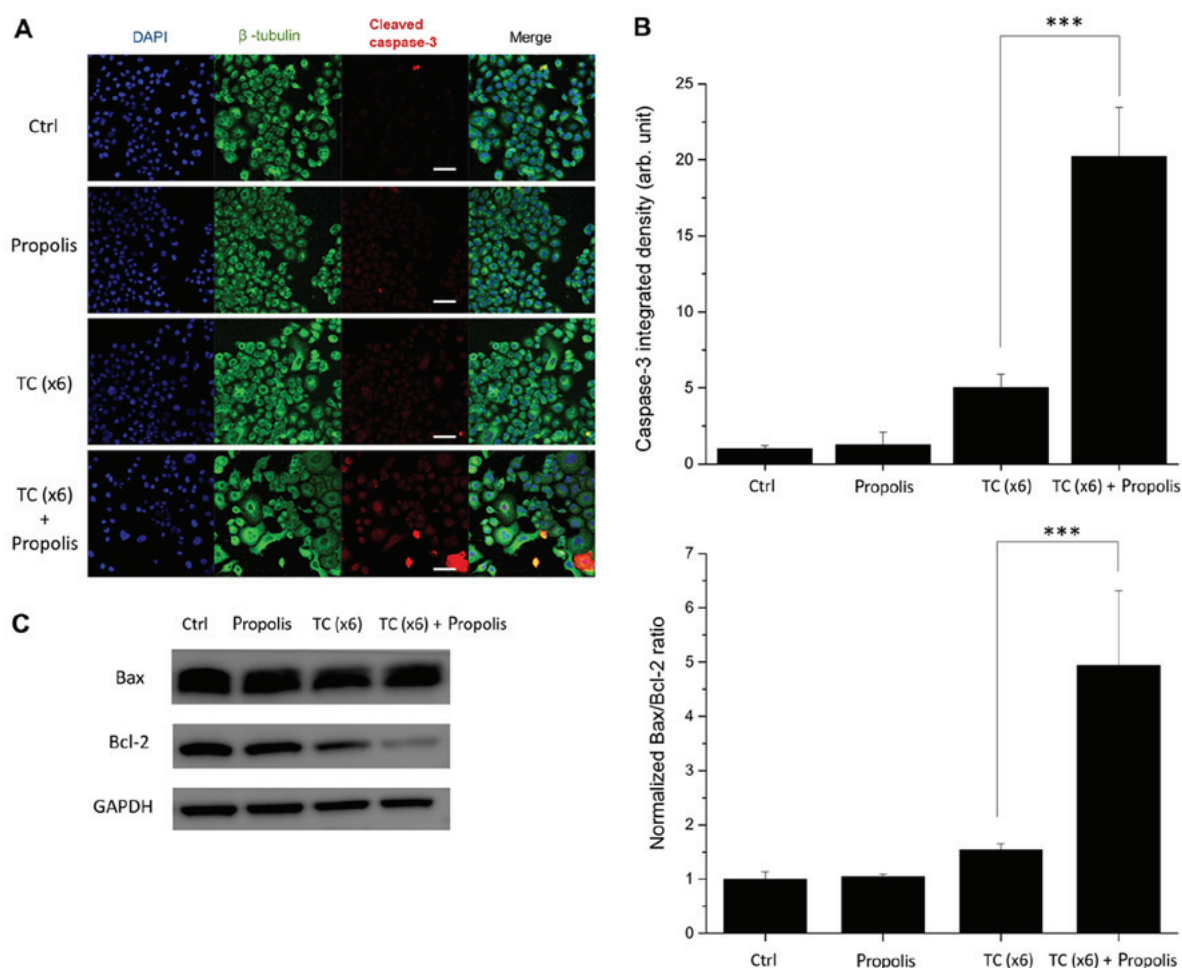 A
DAPI
β -tubulin
Cleaved
caspase-3
Merge
Ctrl
Propolis
TC (x6)
TC (x6)
+
Propolis
B
***
Caspase-3 integrated density (arb. unit)
25
20
15
10
5
0
Ctrl
Propolis
TC (x6)
TC (x6) + Propolis
***
Normalized Bax/Bcl-2 ratio
7
6
5
4
3
2
1
0
Ctrl
Propolis
TC (x6)
TC (x6) + Propolis
C
Ctrl
Propolis
TC (x6)
TC (x6) + Propolis
Bax
Bcl-2
GAPDH